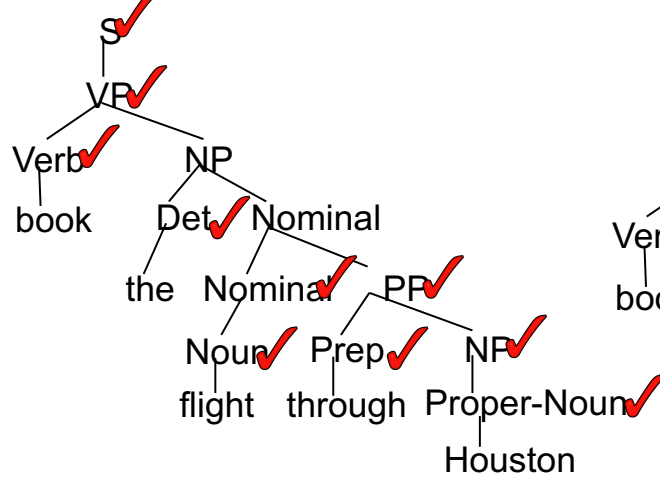 S
VP
Verb NP
book Det Nominal
the Nominal PP
Noun Prep NP
flight through Proper-Noun
Houston